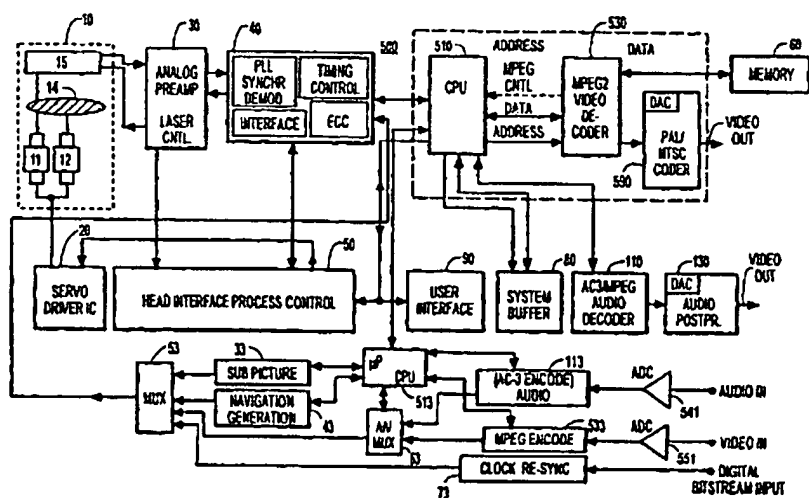 10
15
14
11
12
30
ANALOG
PREAMP
LASER
CNTL.
40
500
PLL
SYNCHR
DEMOD
TIMING
CONTROL
INTERFACE
ECC
510
CPU
ADDRESS
MPEG
CNTL
DATA
ADDRESS
530
DATA
MPEG2
VIDEO
DE-
CODER
DAC
PAL/
NTSC
CODER
590
60
MEMORY
VIDEO
OUT
20
SERVO
DRIVER IC
50
HEAD INTERFACE PROCESS CONTROL
90
USER
INTERFACE
80
SYSTEM
BUFFER
110
AC3/MPEG
AUDIO
DECODER
130
DAC
AUDIO
POSTPR.
VIDEO
OUT
53
MUX
33
SUB PICTURE
NAVIGATION
GENERATION
43
μP
CPU
513
A/V
MUX
63
113
(AC-3 ENCODE)
AUDIO
533
MPEG ENCODE
CLOCK RE-SYNC
73
ADC
541
AUDIO IN
ADC
551
VIDEO IN
DIGITAL
BITSTREAM INPUT